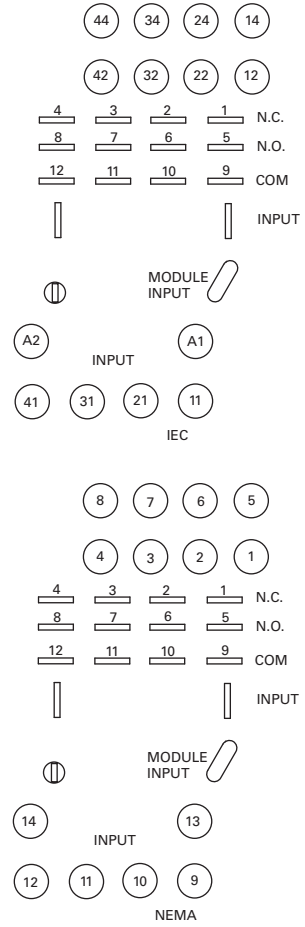 44 34 24 14
42 32 22 12
4 3 2 1 N.C.
8 7 6 5 N.O.
12 11 10 9 COM
INPUT
MODULE
INPUT
A2 A1
INPUT
41 31 21 11
IEC
8 7 6 5
4 3 2 1
4 3 2 1 N.C.
8 7 6 5 N.O.
12 11 10 9 COM
INPUT
MODULE
INPUT
14 13
INPUT
12 11 10 9
NEMA